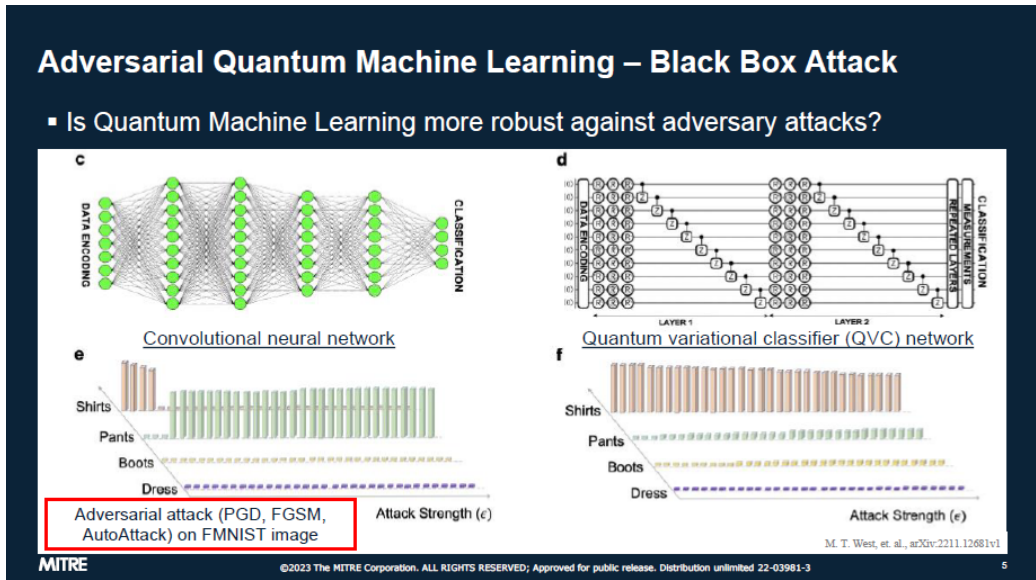 Adversarial Quantum Machine Learning – Black Box Attack
▪ Is Quantum Machine Learning more robust against adversary attacks?
c
DATA ENCODING
CLASSIFICATION
Convolutional neural network
d
DATA ENCODING
R R R
Z
LAYER 1
LAYER 2
REPEATED LAYERS
MEASUREMENTS
CLASSIFICATION
Quantum variational classifier (QVC) network
e
Shirts
Pants
Boots
Dress
Attack Strength (ϵ)
Adversarial attack (PGD, FGSM,
AutoAttack) on FMNIST image
f
Shirts
Pants
Boots
Dress
Attack Strength (ϵ)
M. T. West, et. al., arXiv:2211.12681v1
MITRE
©2023 The MITRE Corporation. ALL RIGHTS RESERVED; Approved for public release. Distribution unlimited 22-03981-3
5